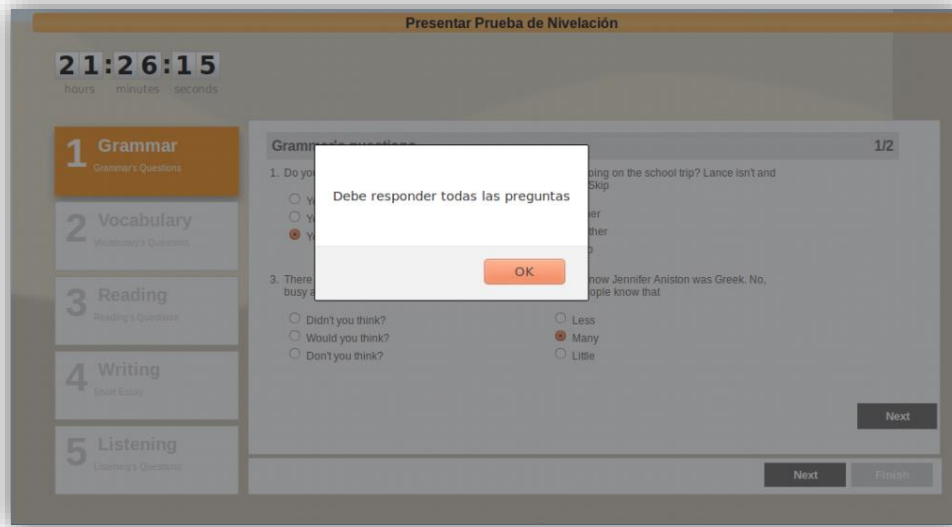 Presentar Prueba de Nivelación
21:26:15
hours minutes seconds
1 Grammar
Grammar's Questions
2 Vocabulary
Vocabulary's Questions
3 Reading
Reading's Questions
4 Writing
Short Essay
5 Listening
Listening's Questions
Grammar's questions 1/2
1. Do you
going on the school trip? Lance isn't and
Skip
3. There
busy a
know Jennifer Aniston was Greek. No,
people know that
Didn't you think?
Would you think?
Don't you think?
Less
Many
Little
Debe responder todas las preguntas
OK
Next
Next Finish